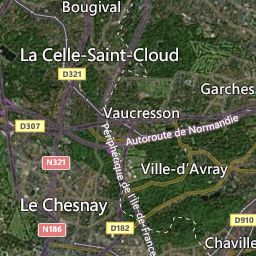 Bougival
La Celle-Saint-Cloud
D321
Garches
Vaucresson
D307
Autoroute de Normandie
N321
Périphérique de l'Île-de-France
Ville-d'Avray
Le Chesnay
N186
D182
D910
Chaville